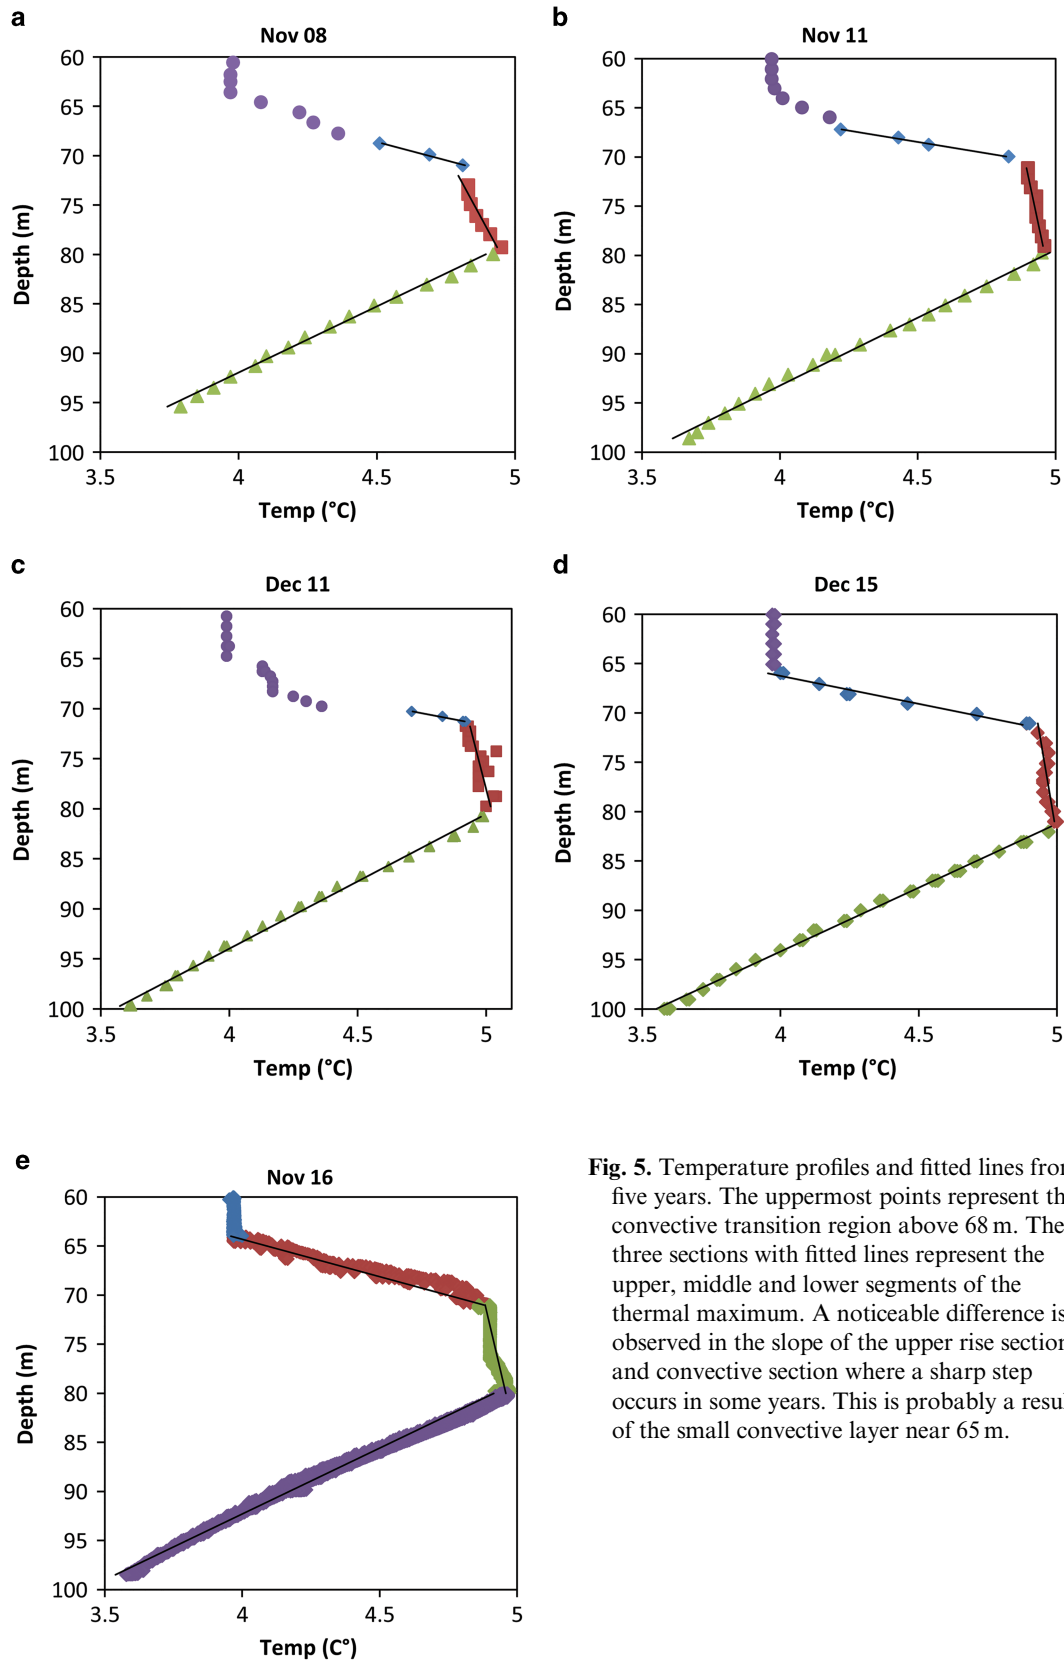 a
Nov 08
60
65
70
75
80
85
90
95
100
Depth (m)
3.5 4 4.5 5
Temp (°C)
b
Nov 11
60
65
70
75
80
85
90
95
100
Depth (m)
3.5 4 4.5 5
Temp (°C)
c
Dec 11
60
65
70
75
80
85
90
95
100
Depth (m)
3.5 4 4.5 5
Temp (°C)
d
Dec 15
60
65
70
75
80
85
90
95
100
Depth (m)
3.5 4 4.5 5
Temp (°C)
e
Nov 16
60
65
70
75
80
85
90
95
100
Depth (m)
3.5 4 4.5 5
Temp (C°)
Fig. 5. Temperature profiles and fitted lines
five years. The uppermost points represent
convective transition region above 68 m. The
three sections with fitted lines represent the
upper, middle and lower segments of the
thermal maximum. A noticeable difference is
observed in the slope of the upper rise section
and convective section where a sharp step
occurs in some years. This is probably a
of the small convective layer near 65 m.